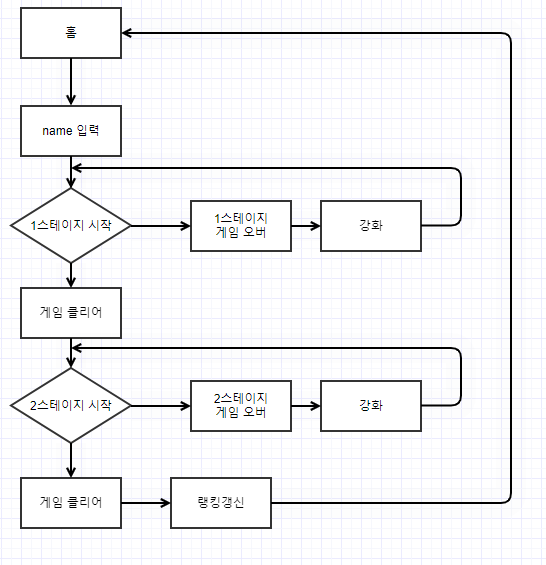 홈
name 입력
1스테이지 시작
1스테이지
게임 오버
강화
게임 클리어
2스테이지 시작
2스테이지
게임 오버
강화
게임 클리어
랭킹갱신